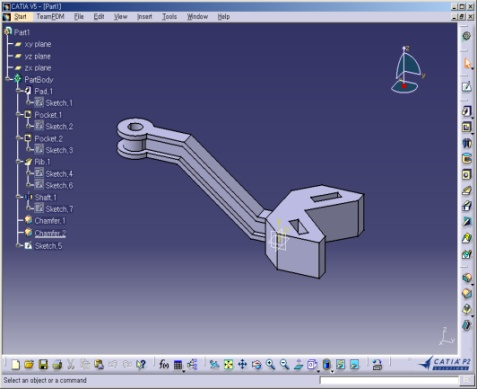 CATIA V5 - [Part1]
Start TeamPDM File Edit View Insert Tools Window Help
Part1
xy plane
yz plane
zx plane
PartBody
Pad.1
Sketch.1
Pocket.1
Sketch.2
Pocket.2
Sketch.3
Rib.1
Sketch.4
Sketch.6
Shaft.1
Sketch.7
Chamfer.1
Chamfer.2
Sketch.5
z
y
f(x)
CATIA P2
SOLUTIONS
Select an object or a command